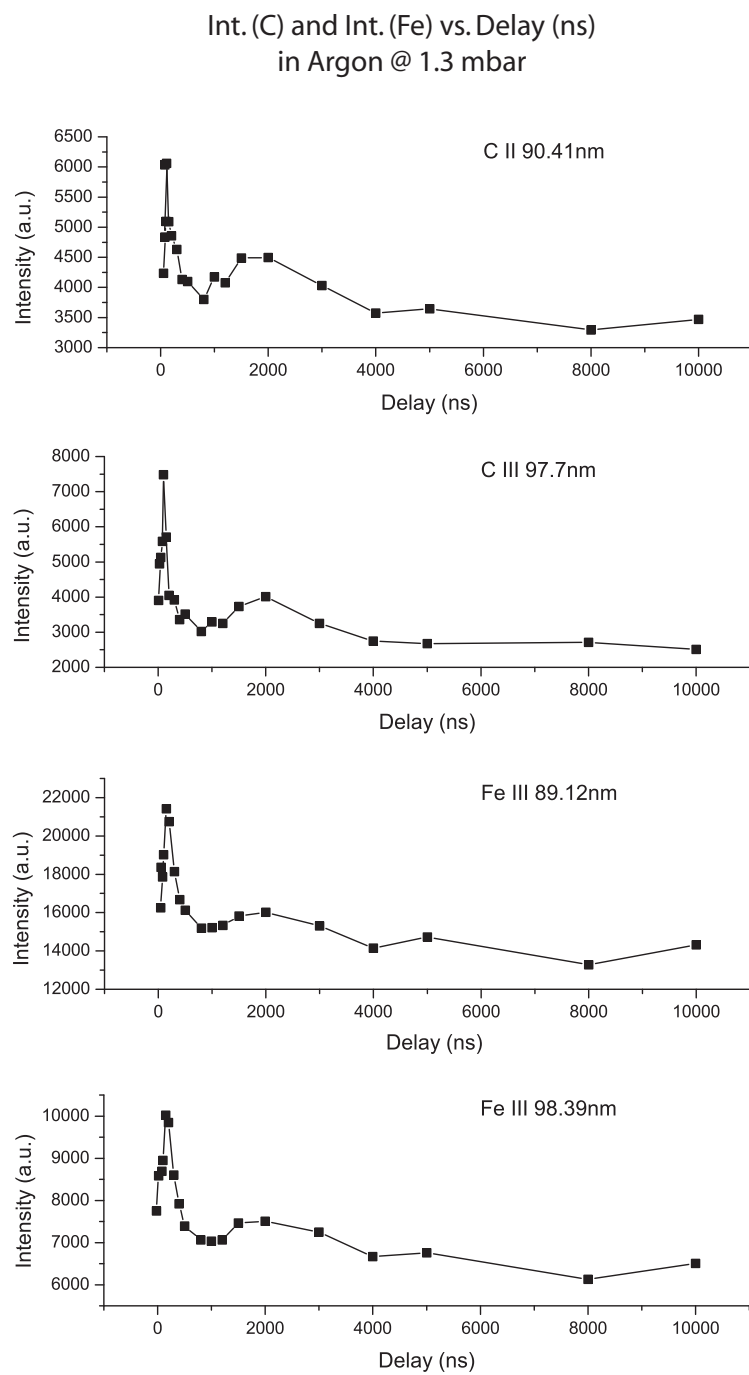 Int. (C) and Int. (Fe) vs. Delay (ns)
in Argon @ 1.3 mbar
C II 90.41nm
Intensity (a.u.)
6500
6000
5500
5000
4500
4000
3500
3000
0 2000 4000 6000 8000 10000
Delay (ns)
C III 97.7nm
Intensity (a.u.)
8000
7000
6000
5000
4000
3000
2000
0 2000 4000 6000 8000 10000
Delay (ns)
Fe III 89.12nm
Intensity (a.u.)
22000
20000
18000
16000
14000
12000
0 2000 4000 6000 8000 10000
Delay (ns)
Fe III 98.39nm
Intensity (a.u.)
10000
9000
8000
7000
6000
0 2000 4000 6000 8000 10000
Delay (ns)